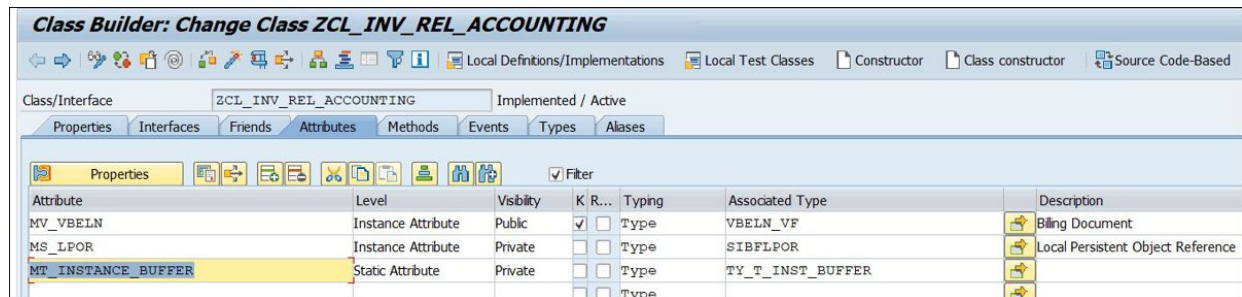 Class Builder: Change Class ZCL_INV_REL_ACCOUNTING
Local Definitions/Implementations Local Test Classes Constructor Class constructor Source Code-Based
Class/Interface ZCL_INV_REL_ACCOUNTING Implemented / Active
Properties Interfaces Friends Attributes Methods Events Types Aliases
Properties Filter
Attribute Level Visibility K R... Typing Associated Type Description
MV_VBELN Instance Attribute Public Type VBELN_VF Billing Document
MS_LPOR Instance Attribute Private Type SIBFLPOR Local Persistent Object Reference
MT_INSTANCE_BUFFER Static Attribute Private Type TY_T_INST_BUFFER
Type